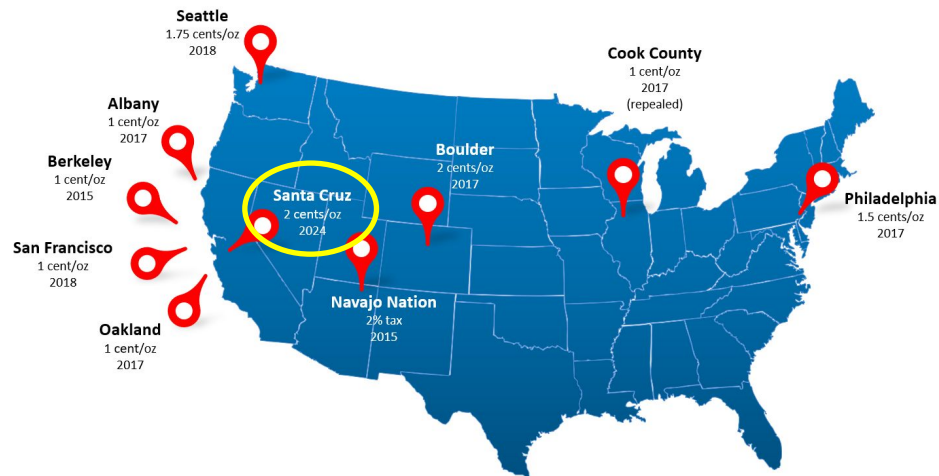 Seattle
1.75 cents/oz
2018
Cook County
1 cent/oz
2017
(repealed)
Albany
1 cent/oz
2017
Boulder
2 cents/oz
2017
Berkeley
1 cent/oz
2015
Santa Cruz
2 cents/oz
2024
Philadelphia
1.5 cents/oz
2017
San Francisco
1 cent/oz
2018
Navajo Nation
2% tax
2015
Oakland
1 cent/oz
2017